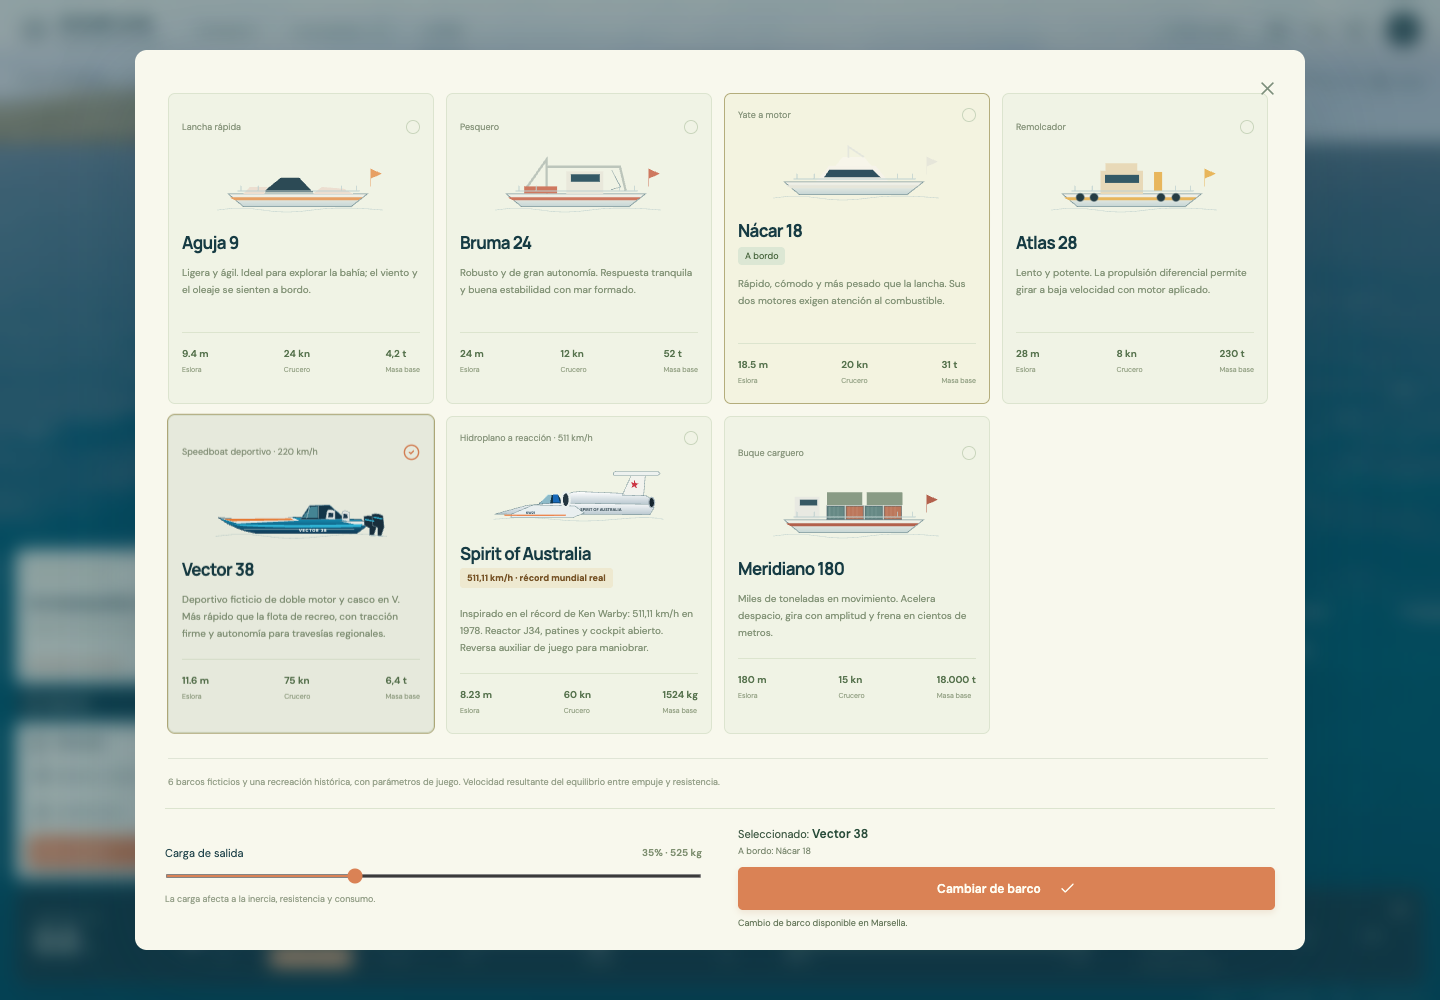 Lancha rápida
Aguja 9
Ligera y ágil. Ideal para explorar la bahía; el viento y
el oleaje se sienten a bordo.
9.4 m
24 kn
4,2 t
Eslora
Crucero
Masa base
Pesquero
Bruma 24
Robusto y de gran autonomía. Respuesta tranquila
y buena estabilidad con mar formado.
24 m
12 kn
52 t
Eslora
Crucero
Masa base
Yate a motor
Nácar 18
A bordo
Rápido, cómodo y más pesado que la lancha. Sus
dos motores exigen atención al combustible.
18.5 m
20 kn
31 t
Eslora
Crucero
Masa base
Remolcador
Atlas 28
Lento y potente. La propulsión diferencial permite
girar a baja velocidad con motor aplicado.
28 m
8 kn
230 t
Eslora
Crucero
Masa base
Speedboat deportivo · 220 km/h
VECTOR 38
Vector 38
Deportivo ficticio de doble motor y casco en V.
Más rápido que la flota de recreo, con tracción
firme y autonomía para travesías regionales.
11.6 m
75 kn
6,4 t
Eslora
Crucero
Masa base
Hidroplano a reacción · 511 km/h
SPIRIT OF AUSTRALIA
Spirit of Australia
511,11 km/h · récord mundial real
Inspirado en el récord de Ken Warby: 511,11 km/h en
1978. Reactor J34, patines y cockpit abierto.
Reversa auxiliar de juego para maniobrar.
8.23 m
60 kn
1524 kg
Eslora
Crucero
Masa base
Buque carguero
Meridiano 180
Miles de toneladas en movimiento. Acelera
despacio, gira con amplitud y frena en cientos de
metros.
180 m
15 kn
18.000 t
Eslora
Crucero
Masa base
6 barcos ficticios y una recreación histórica, con parámetros de juego. Velocidad resultante del equilibrio entre empuje y resistencia.
Carga de salida
35% · 525 kg
La carga afecta a la inercia, resistencia y consumo.
Seleccionado: Vector 38
A bordo: Nácar 18
Cambiar de barco
Cambio de barco disponible en Marsella.